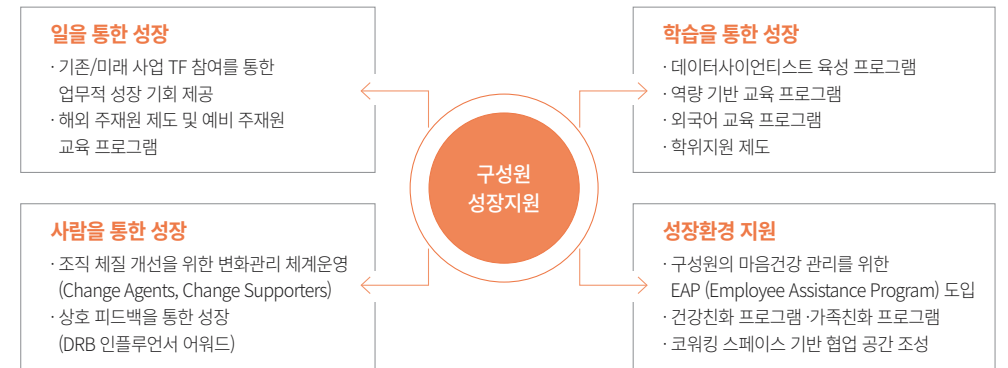 일을 통한 성장
· 기존/미래 사업 TF 참여를 통한
업무적 성장 기회 제공
· 해외 주재원 제도 및 예비 주재원
교육 프로그램
학습을 통한 성장
· 데이터사이언티스트 육성 프로그램
· 역량 기반 교육 프로그램
· 외국어 교육 프로그램
· 학위지원 제도
구성원
성장지원
사람을 통한 성장
· 조직 체질 개선을 위한 변화관리 체계운영
(Change Agents, Change Supporters)
· 상호 피드백을 통한 성장
(DRB 인플루언서 어워드)
성장환경 지원
· 구성원의 마음건강 관리를 위한
EAP (Employee Assistance Program) 도입
· 건강친화 프로그램 ·가족친화 프로그램
· 코워킹 스페이스 기반 협업 공간 조성